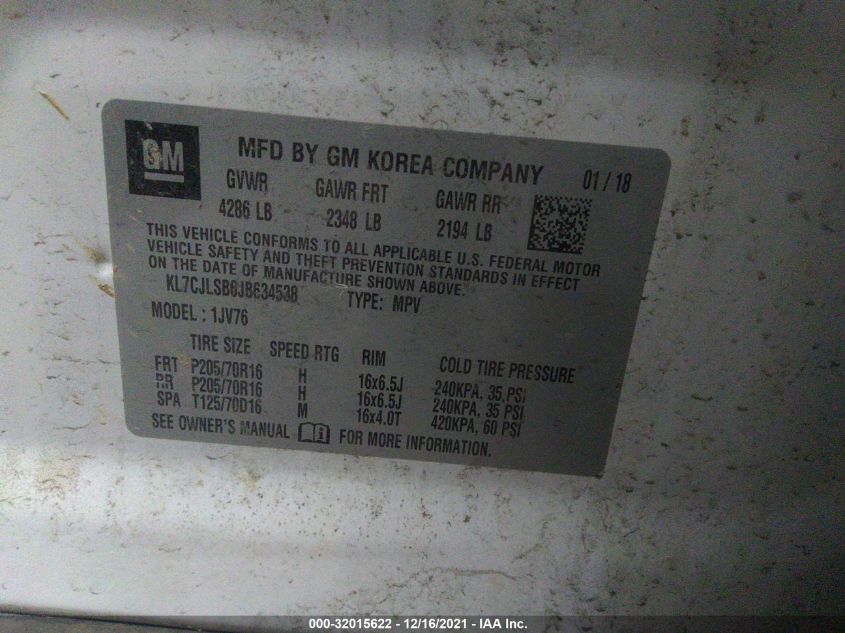 GM
MFD BY GM KOREA COMPANY 01 / 18
GVWR GAWR FRT GAWR RR
4286 LB 2348 LB 2194 LB
THIS VEHICLE CONFORMS TO ALL APPLICABLE U.S. FEDERAL MOTOR
VEHICLE SAFETY AND THEFT PREVENTION STANDARDS IN EFFECT
ON THE DATE OF MANUFACTURE SHOWN ABOVE.
KL7CJLSB6JB634538 TYPE: MPV
MODEL : 1JV76
TIRE SIZE SPEED RTG RIM COLD TIRE PRESSURE
FRT P205/70R16 H 16x6.5J 240KPA, 35 PSI
RR P205/70R16 H 16x6.5J 240KPA, 35 PSI
SPA T125/70D16 M 16x4.0T 420KPA, 60 PSI
SEE OWNER'S MANUAL FOR MORE INFORMATION.
000-32015622 - 12/16/2021 - IAA Inc.